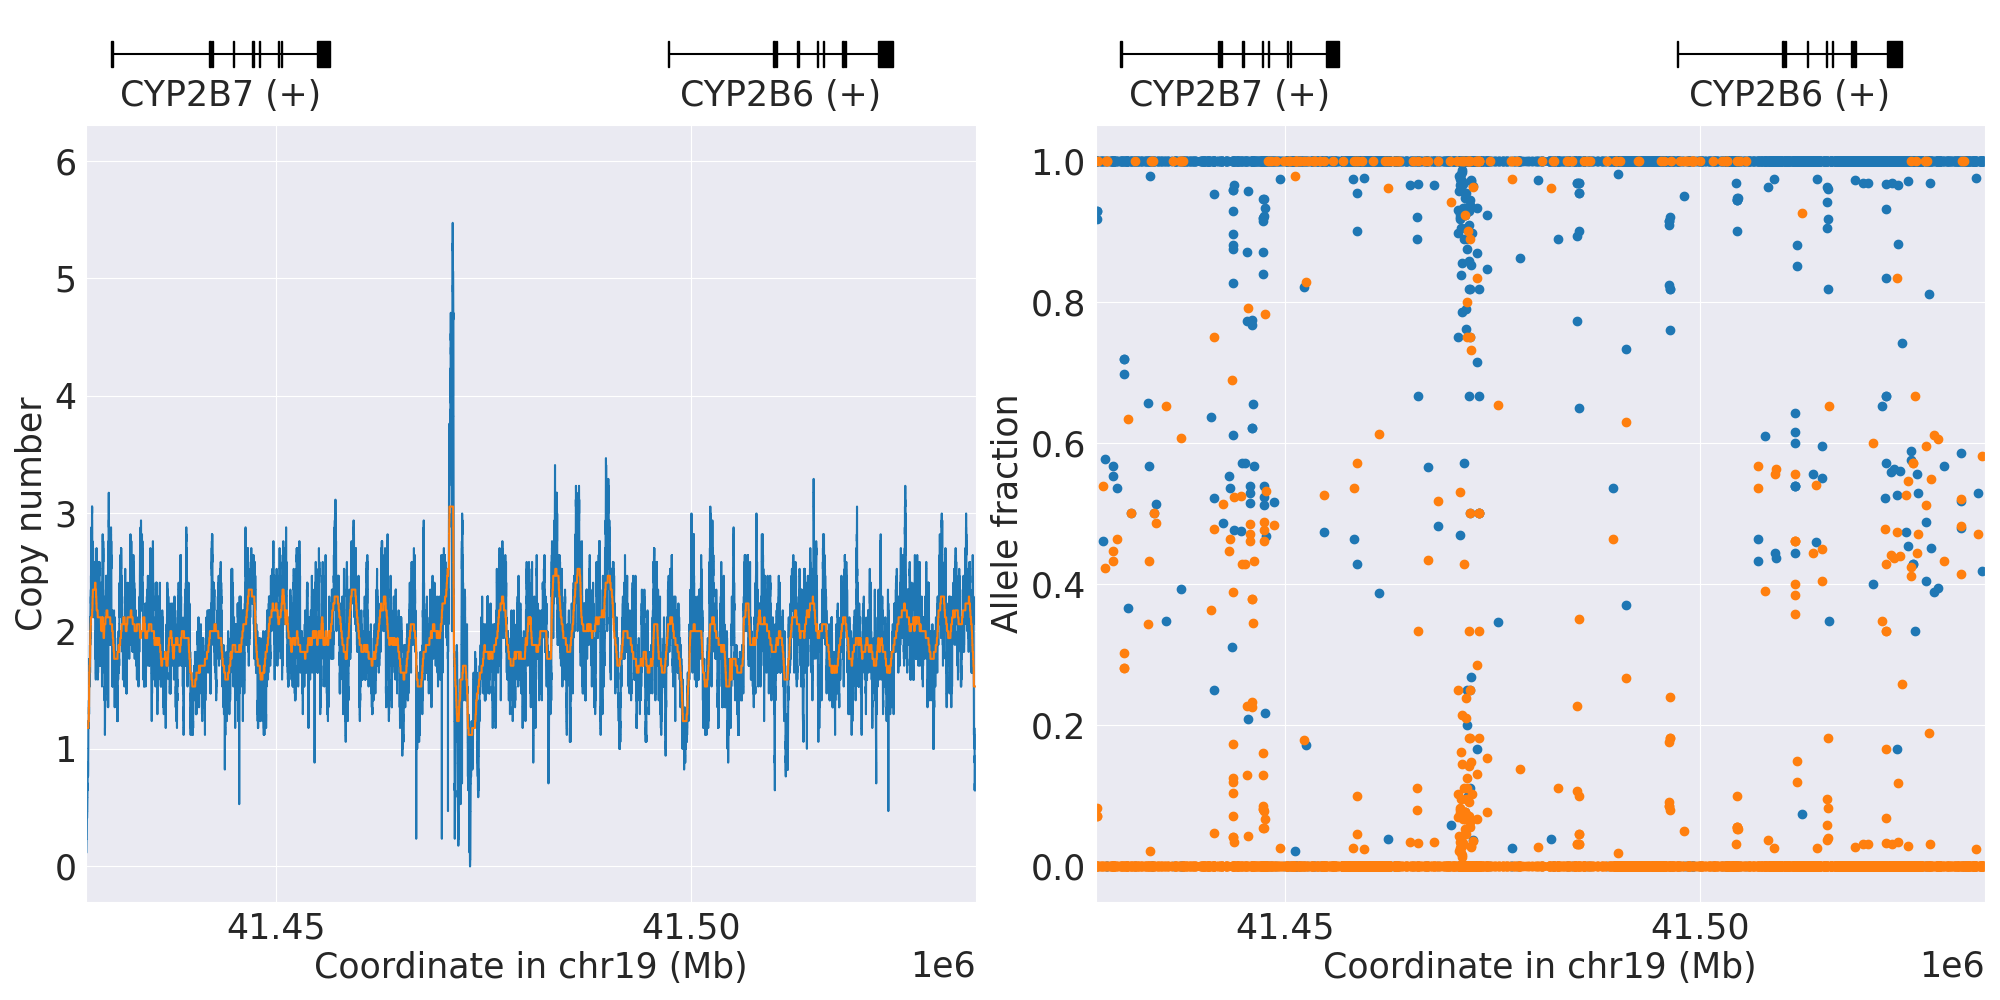 CYP2B7 (+)
CYP2B6 (+)
6
5
4
3
2
1
0
Copy number
41.45
41.50
Coordinate in chr19 (Mb)
1e6
CYP2B7 (+)
CYP2B6 (+)
1.0
0.8
0.6
0.4
0.2
0.0
Allele fraction
41.45
41.50
Coordinate in chr19 (Mb)
1e6